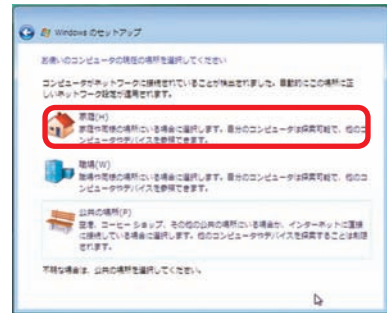 Windows のセットアップ
お使いのコンピュータの現在の場所を選択してください
コンピュータがネットワークに接続されていることが検出されました。自動的にこの場所に正
しいネットワーク設定が適用されます。
家庭(H)
家庭や同様の場所にいる場合に選択します。自分のコンピュータは探索可能で、他のコ
ンピュータやデバイスを参照できます。
職場(W)
職場や同様の場所にいる場合に選択します。自分のコンピュータは探索可能で、他のコ
ンピュータやデバイスを参照できます。
公共の場所(P)
空港、コーヒー ショップ、その他の公共の場所にいる場合か、インターネットに直接
に接続している場合に選択します。他のコンピュータやデバイスを探索することは制限
されます。
不明な場合は、公共の場所を選択してください。